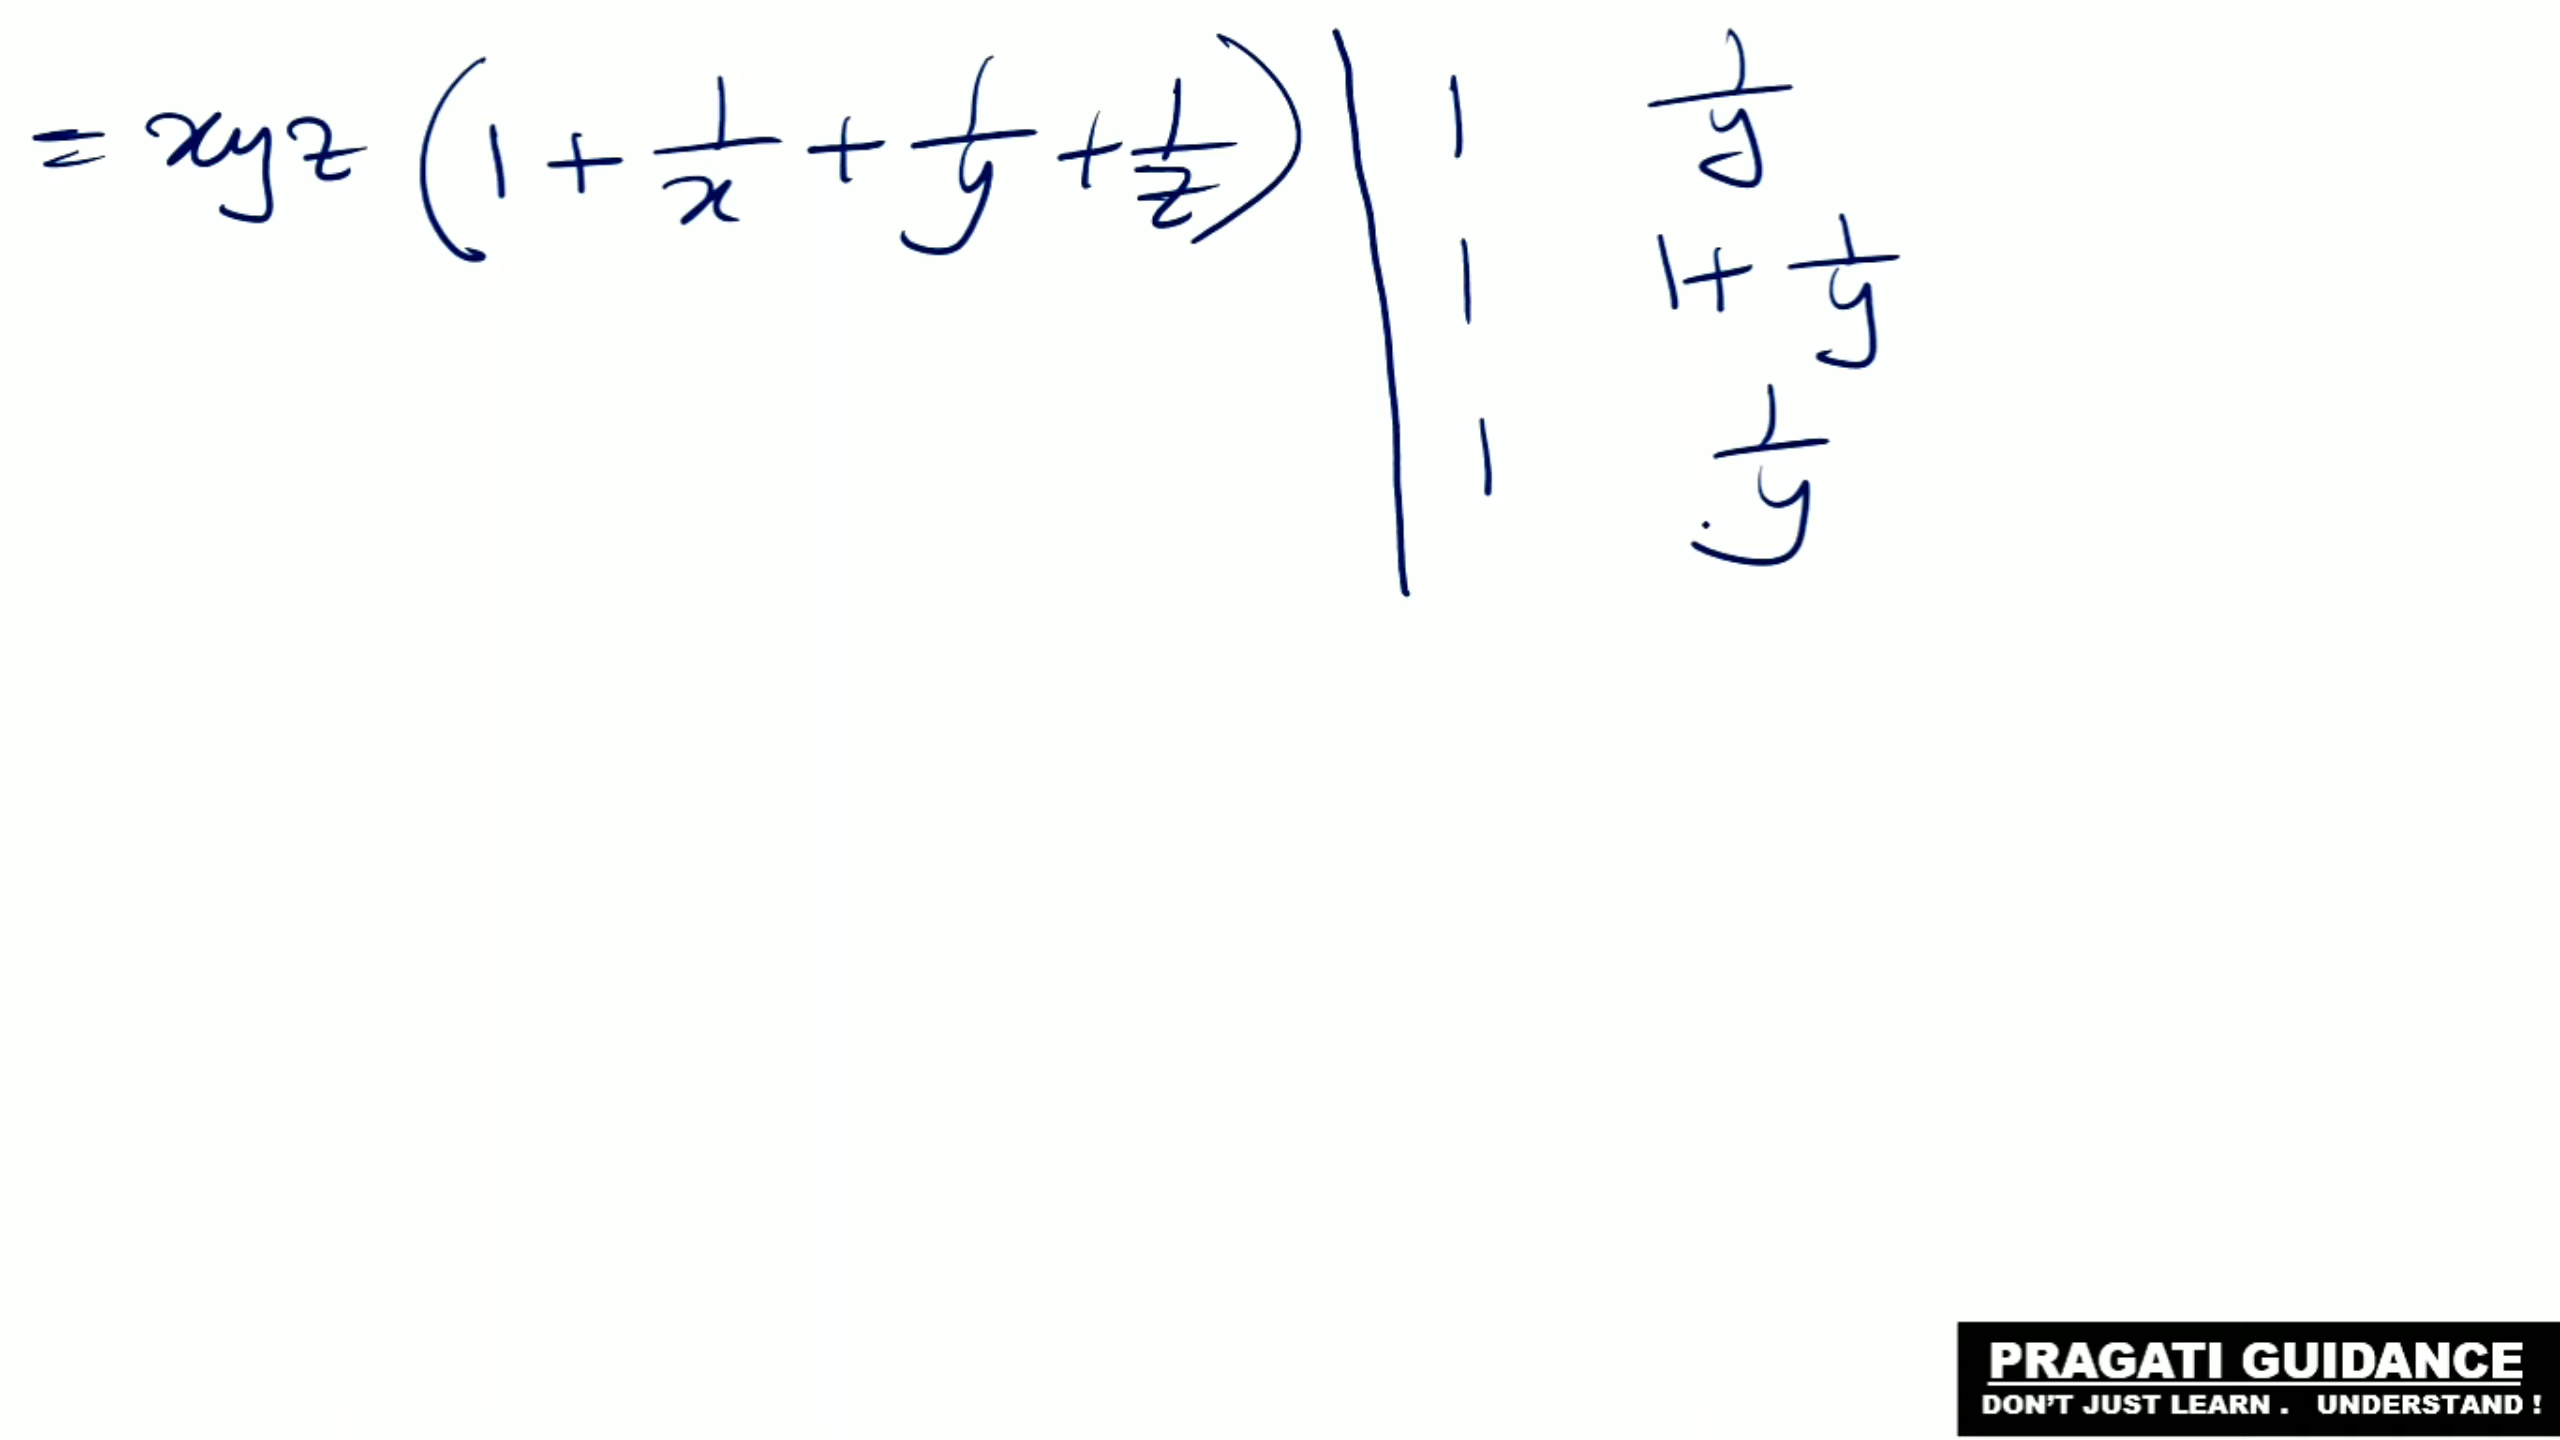 = xyz (1 + 1/x + 1/y + 1/z) | 1 1/y
1 1 + 1/y
1 1/y
PRAGATI GUIDANCE
DON'T JUST LEARN . UNDERSTAND !